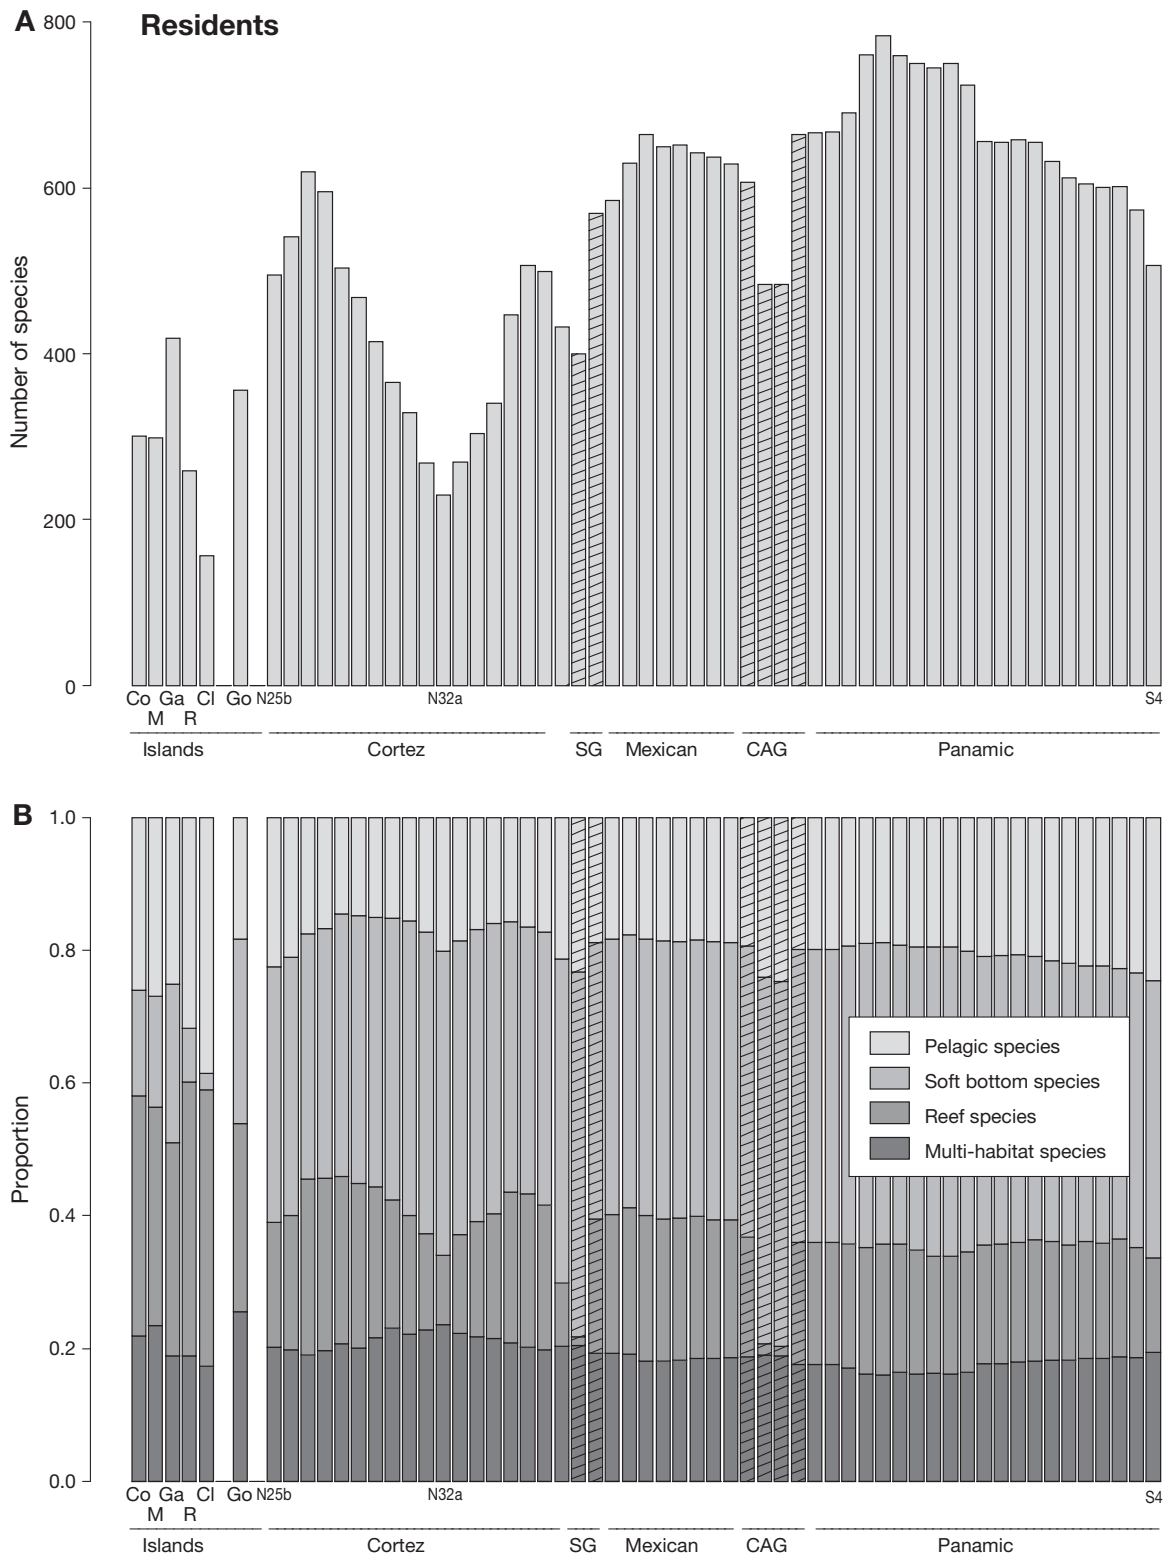 A
Residents
800
600
400
200
0
Number of species
Co Ga Cl Go N25b N32a S4
M R
Islands Cortez SG Mexican CAG Panamic
B
1.0
0.8
0.6
0.4
0.2
0.0
Proportion
Pelagic species
Soft bottom species
Reef species
Multi-habitat species
Co Ga Cl Go N25b N32a S4
M R
Islands Cortez SG Mexican CAG Panamic